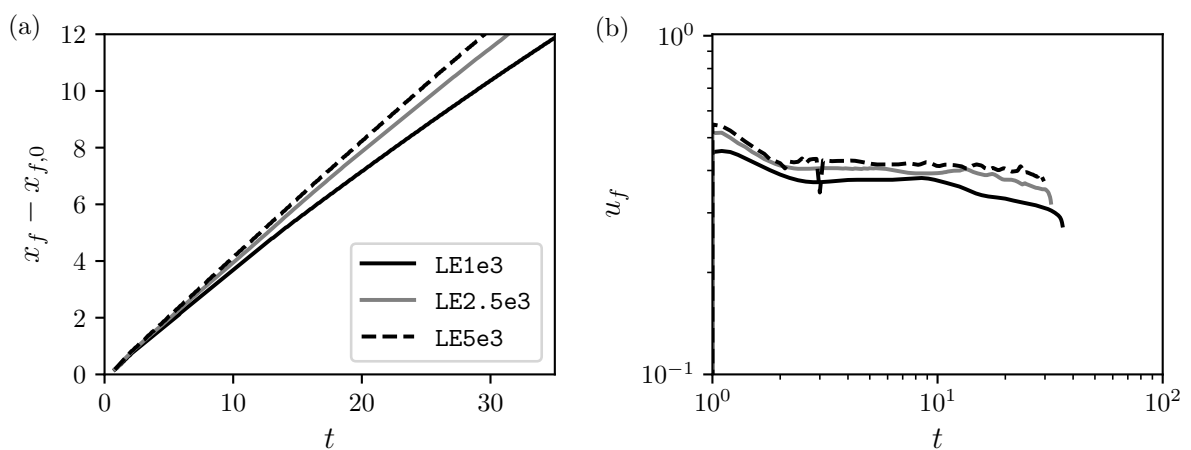 (a)
12
10
8
6
4
2
0
x_f − x_{f,0}
0
10
20
30
t
LE1e3
LE2.5e3
LE5e3
(b)
10^0
10^{−1}
u_f
10^0
10^1
10^2
t